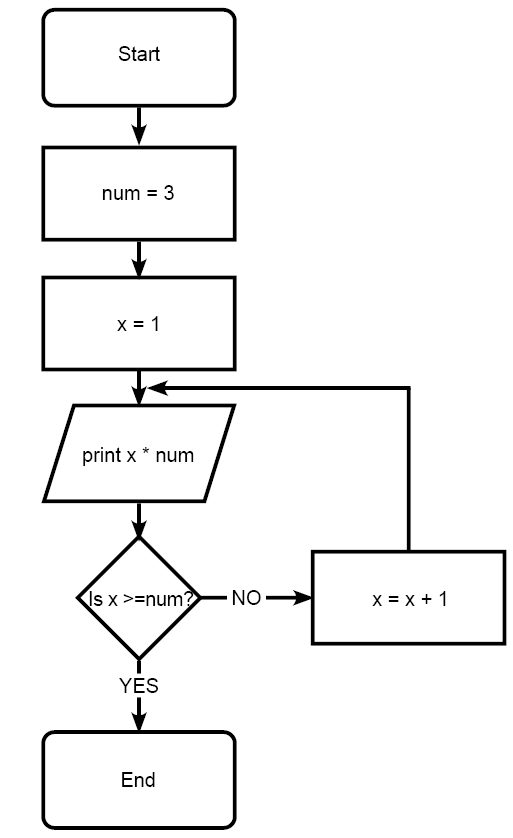 Start
num = 3
x = 1
print x * num
Is x >=num?
NO
x = x + 1
YES
End